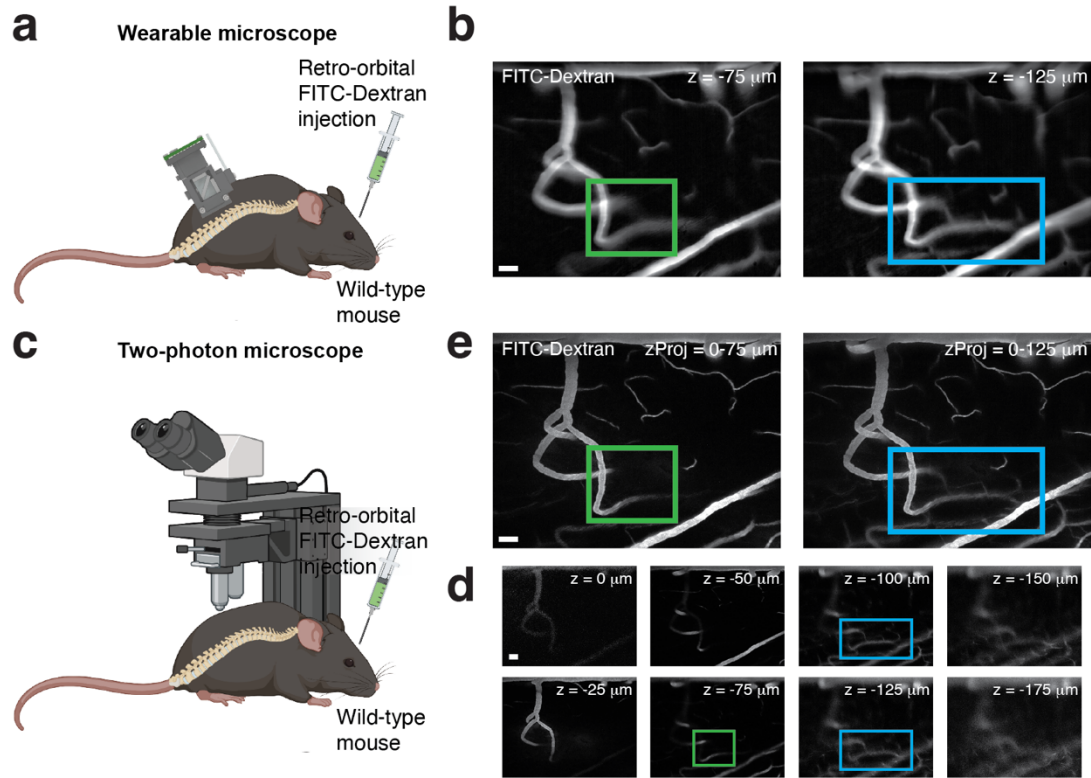 a
Wearable microscope
Retro-orbital
FITC-Dextran
injection
Wild-type
mouse
b
FITC-Dextran
z = -75 μm
z = -125 μm
c
Two-photon microscope
Retro-orbital
FITC-Dextran
Injection
Wild-type
mouse
e
FITC-Dextran
zProj = 0-75 μm
zProj = 0-125 μm
d
z = 0 μm
z = -50 μm
z = -100 μm
z = -150 μm
z = -25 μm
z = -75 μm
z = -125 μm
z = -175 μm